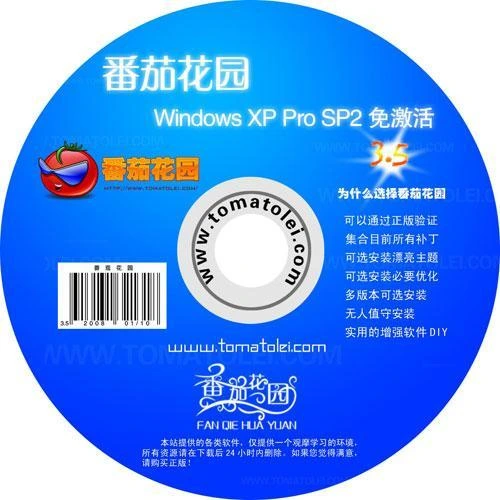 番茄花园
Windows XP Pro SP2 免激活
3.5
番茄花园
HTTP://WWW.TOMATOLEI.COM/
为什么选择番茄花园
www.tomatolei.com
可以通过正版验证
集合目前所有补丁
可选安装漂亮主题
可选安装必要优化
多版本可选安装
无人值守安装
实用的增强软件DIY
番茄花园
3.5 2008 01/10
www.tomatolei.com
WWW.TOMATOLEI.COM
番茄花园
FAN QIE HUA YUAN
本站提供的各类软件，仅提供一个观摩学习的环境，
所有资源请在下载后24小时内删除。如果您觉得满意，
请购买正版！